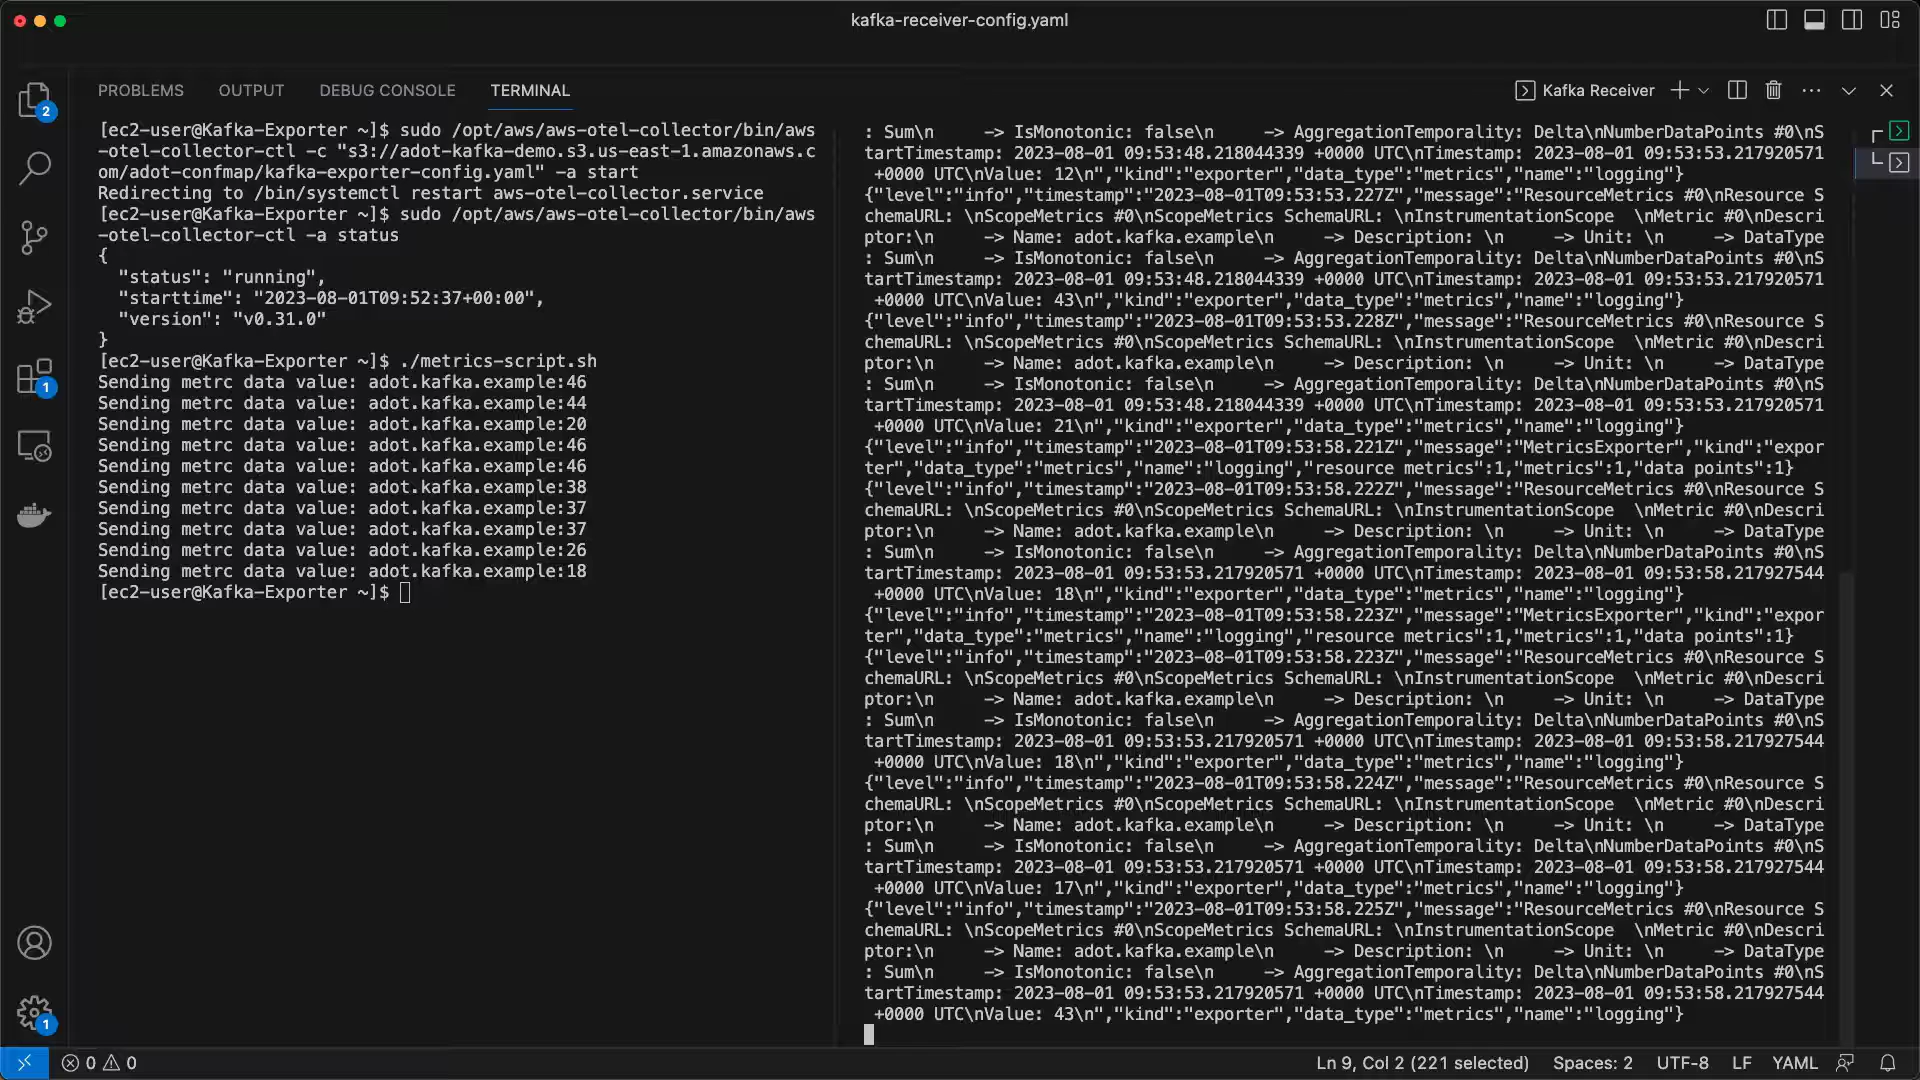 kafka-receiver-config.yaml
PROBLEMS OUTPUT DEBUG CONSOLE TERMINAL
Kafka Receiver
2
1
1
[ec2-user@Kafka-Exporter ~]$ sudo /opt/aws/aws-otel-collector/bin/aws
-otel-collector-ctl -c "s3://adot-kafka-demo.s3.us-east-1.amazonaws.c
om/adot-confmap/kafka-exporter-config.yaml" -a start
Redirecting to /bin/systemctl restart aws-otel-collector.service
[ec2-user@Kafka-Exporter ~]$ sudo /opt/aws/aws-otel-collector/bin/aws
-otel-collector-ctl -a status
{
  "status": "running",
  "starttime": "2023-08-01T09:52:37+00:00",
  "version": "v0.31.0"
}
[ec2-user@Kafka-Exporter ~]$ ./metrics-script.sh
Sending metrc data value: adot.kafka.example:46
Sending metrc data value: adot.kafka.example:44
Sending metrc data value: adot.kafka.example:20
Sending metrc data value: adot.kafka.example:46
Sending metrc data value: adot.kafka.example:46
Sending metrc data value: adot.kafka.example:38
Sending metrc data value: adot.kafka.example:37
Sending metrc data value: adot.kafka.example:37
Sending metrc data value: adot.kafka.example:26
Sending metrc data value: adot.kafka.example:18
[ec2-user@Kafka-Exporter ~]$
: Sum\n     -> IsMonotonic: false\n     -> AggregationTemporality: Delta\nNumberDataPoints #0\nS
tartTimestamp: 2023-08-01 09:53:48.218044339 +0000 UTC\nTimestamp: 2023-08-01 09:53:53.217920571
 +0000 UTC\nValue: 12\n","kind":"exporter","data_type":"metrics","name":"logging"}
{"level":"info","timestamp":"2023-08-01T09:53:53.227Z","message":"ResourceMetrics #0\nResource S
chemaURL: \nScopeMetrics #0\nScopeMetrics SchemaURL: \nInstrumentationScope  \nMetric #0\nDescri
ptor:\n     -> Name: adot.kafka.example\n     -> Description: \n     -> Unit: \n     -> DataType
: Sum\n     -> IsMonotonic: false\n     -> AggregationTemporality: Delta\nNumberDataPoints #0\nS
tartTimestamp: 2023-08-01 09:53:48.218044339 +0000 UTC\nTimestamp: 2023-08-01 09:53:53.217920571
 +0000 UTC\nValue: 43\n","kind":"exporter","data_type":"metrics","name":"logging"}
{"level":"info","timestamp":"2023-08-01T09:53:53.228Z","message":"ResourceMetrics #0\nResource S
chemaURL: \nScopeMetrics #0\nScopeMetrics SchemaURL: \nInstrumentationScope  \nMetric #0\nDescri
ptor:\n     -> Name: adot.kafka.example\n     -> Description: \n     -> Unit: \n     -> DataType
: Sum\n     -> IsMonotonic: false\n     -> AggregationTemporality: Delta\nNumberDataPoints #0\nS
tartTimestamp: 2023-08-01 09:53:48.218044339 +0000 UTC\nTimestamp: 2023-08-01 09:53:53.217920571
 +0000 UTC\nValue: 21\n","kind":"exporter","data_type":"metrics","name":"logging"}
{"level":"info","timestamp":"2023-08-01T09:53:58.221Z","message":"MetricsExporter","kind":"expor
ter","data_type":"metrics","name":"logging","resource metrics":1,"metrics":1,"data points":1}
{"level":"info","timestamp":"2023-08-01T09:53:58.222Z","message":"ResourceMetrics #0\nResource S
chemaURL: \nScopeMetrics #0\nScopeMetrics SchemaURL: \nInstrumentationScope  \nMetric #0\nDescri
ptor:\n     -> Name: adot.kafka.example\n     -> Description: \n     -> Unit: \n     -> DataType
: Sum\n     -> IsMonotonic: false\n     -> AggregationTemporality: Delta\nNumberDataPoints #0\nS
tartTimestamp: 2023-08-01 09:53:53.217920571 +0000 UTC\nTimestamp: 2023-08-01 09:53:58.217927544
 +0000 UTC\nValue: 18\n","kind":"exporter","data_type":"metrics","name":"logging"}
{"level":"info","timestamp":"2023-08-01T09:53:58.223Z","message":"MetricsExporter","kind":"expor
ter","data_type":"metrics","name":"logging","resource metrics":1,"metrics":1,"data points":1}
{"level":"info","timestamp":"2023-08-01T09:53:58.223Z","message":"ResourceMetrics #0\nResource S
chemaURL: \nScopeMetrics #0\nScopeMetrics SchemaURL: \nInstrumentationScope  \nMetric #0\nDescri
ptor:\n     -> Name: adot.kafka.example\n     -> Description: \n     -> Unit: \n     -> DataType
: Sum\n     -> IsMonotonic: false\n     -> AggregationTemporality: Delta\nNumberDataPoints #0\nS
tartTimestamp: 2023-08-01 09:53:53.217920571 +0000 UTC\nTimestamp: 2023-08-01 09:53:58.217927544
 +0000 UTC\nValue: 18\n","kind":"exporter","data_type":"metrics","name":"logging"}
{"level":"info","timestamp":"2023-08-01T09:53:58.224Z","message":"ResourceMetrics #0\nResource S
chemaURL: \nScopeMetrics #0\nScopeMetrics SchemaURL: \nInstrumentationScope  \nMetric #0\nDescri
ptor:\n     -> Name: adot.kafka.example\n     -> Description: \n     -> Unit: \n     -> DataType
: Sum\n     -> IsMonotonic: false\n     -> AggregationTemporality: Delta\nNumberDataPoints #0\nS
tartTimestamp: 2023-08-01 09:53:53.217920571 +0000 UTC\nTimestamp: 2023-08-01 09:53:58.217927544
 +0000 UTC\nValue: 17\n","kind":"exporter","data_type":"metrics","name":"logging"}
{"level":"info","timestamp":"2023-08-01T09:53:58.225Z","message":"ResourceMetrics #0\nResource S
chemaURL: \nScopeMetrics #0\nScopeMetrics SchemaURL: \nInstrumentationScope  \nMetric #0\nDescri
ptor:\n     -> Name: adot.kafka.example\n     -> Description: \n     -> Unit: \n     -> DataType
: Sum\n     -> IsMonotonic: false\n     -> AggregationTemporality: Delta\nNumberDataPoints #0\nS
tartTimestamp: 2023-08-01 09:53:53.217920571 +0000 UTC\nTimestamp: 2023-08-01 09:53:58.217927544
 +0000 UTC\nValue: 43\n","kind":"exporter","data_type":"metrics","name":"logging"}
0 0 Ln 9, Col 2 (221 selected) Spaces: 2 UTF-8 LF YAML